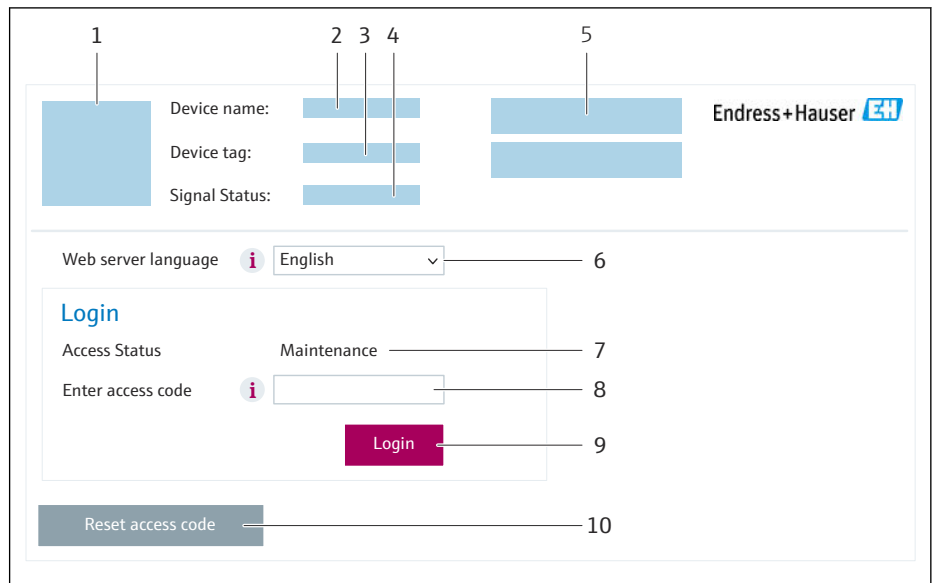 1 2 3 4 5
Device name:
Endress+Hauser EH
Device tag:
Signal Status:
Web server language i English 6
Login
Access Status Maintenance 7
Enter access code i 8
Login 9
Reset access code 10